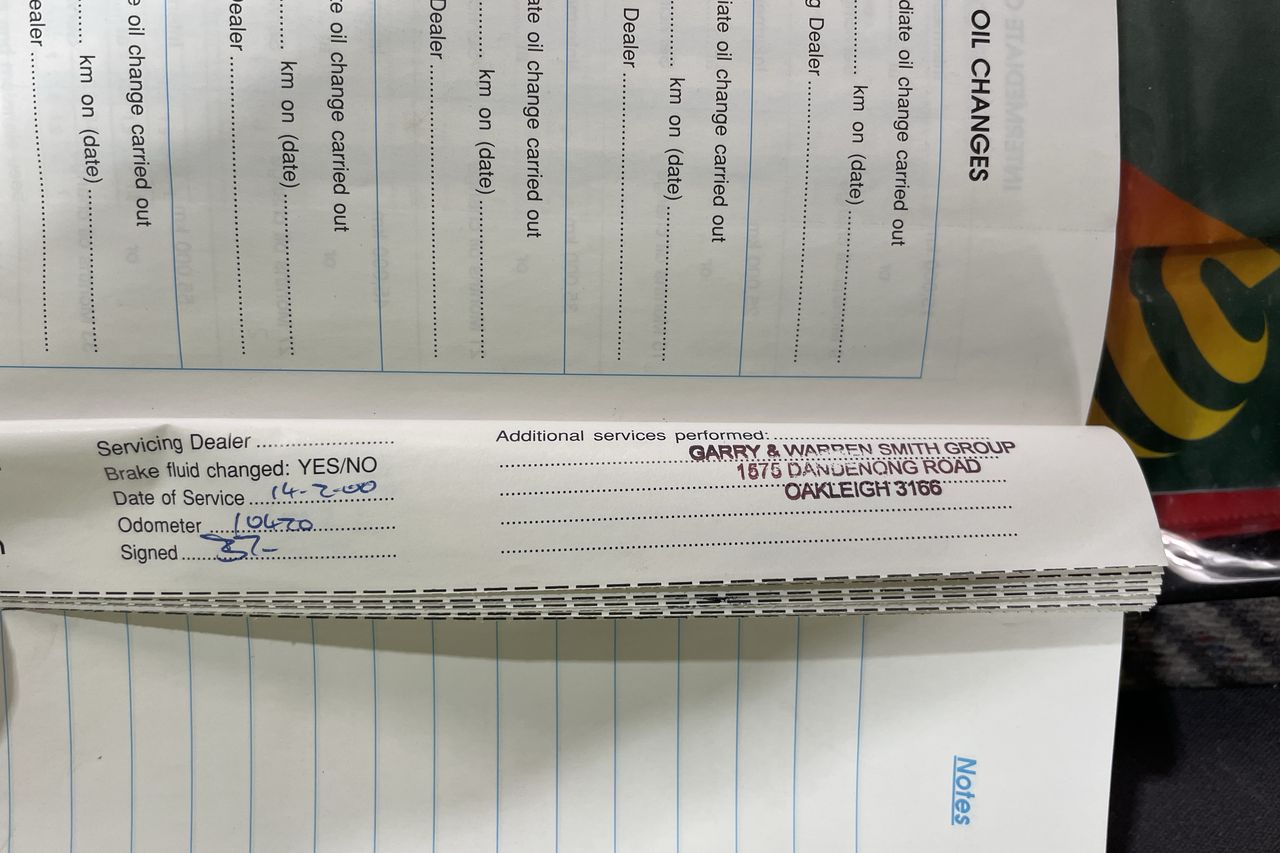 OIL CHANGES
diate oil change carried out
............ km on (date) ............
g Dealer ............
iate oil change carried out
............ km on (date) ............
Dealer ............
ate oil change carried out
............ km on (date) ............
Dealer ............
te oil change carried out
............ km on (date) ............
ealer ............
e oil change carried out
............ km on (date) ............
ealer ............
Servicing Dealer ............
Brake fluid changed: YES/NO
Date of Service .... 14-2-00
Odometer .... 10420 ............
Signed ............
Additional services performed: ............
GARRY & WARREN SMITH GROUP
1575 DANDENONG ROAD
OAKLEIGH 3166
Notes